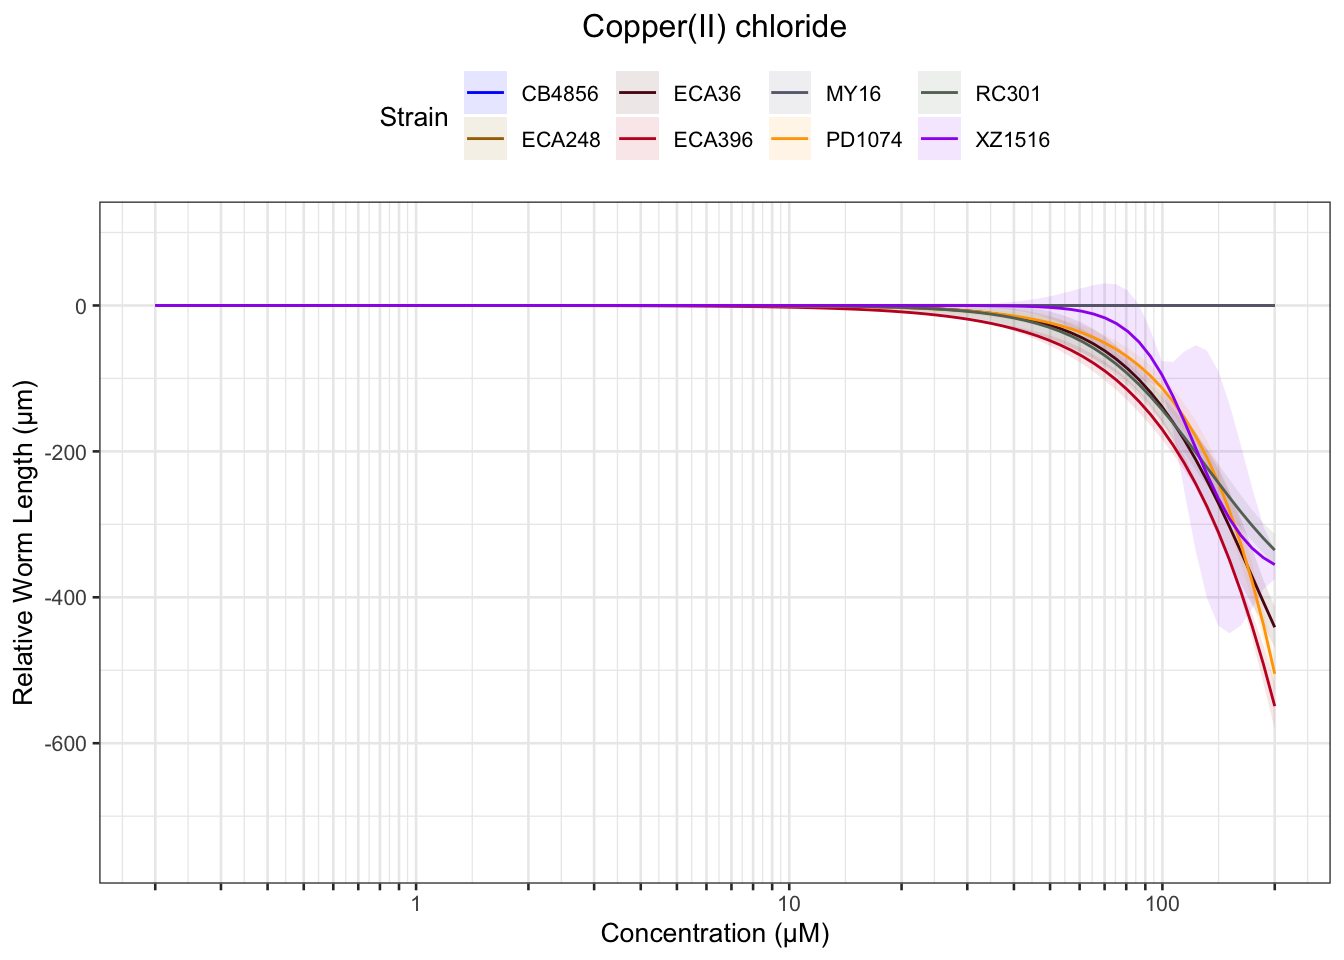 Copper(II) chloride
Strain
CB4856 ECA36 MY16 RC301
ECA248 ECA396 PD1074 XZ1516
0
-200
-400
-600
Relative Worm Length (µm)
1 10 100
Concentration (µM)